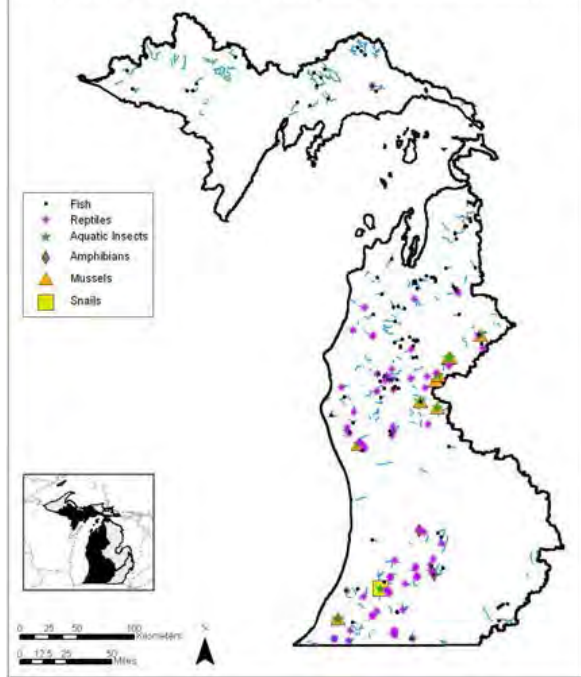 Fish
Reptiles
Aquatic Insects
Amphibians
Mussels
Snails
0 25 50 100
Kilometers
0 12.5 25 50
Miles